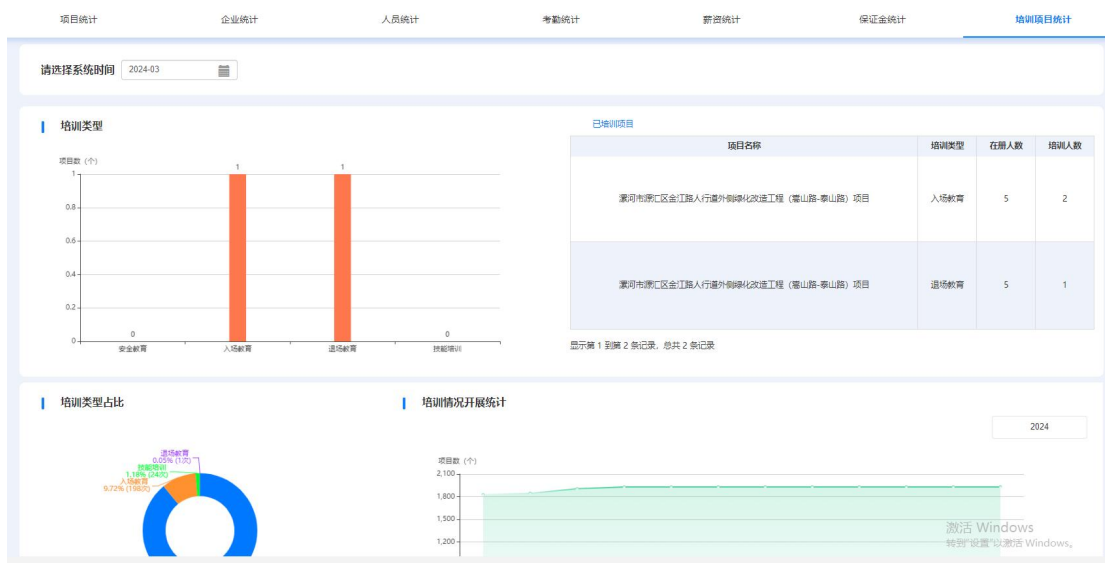 项目统计 企业统计 人员统计 考勤统计 薪资统计 保证金统计 培训项目统计
请选择系统时间 2024-03
培训类型
项目数（个）
1
0.8
0.6
0.4
0.2
0
0 1 1 0
安全教育 入场教育 退场教育 技能培训
已培训项目
项目名称 培训类型 在册人数 培训人数
漯河市源汇区金江路人行道外侧绿化改造工程（嵩山路-泰山路）项目 入场教育 5 2
漯河市源汇区金江路人行道外侧绿化改造工程（嵩山路-泰山路）项目 退场教育 5 1
显示第 1 到第 2 条记录，总共 2 条记录
培训类型占比
退场教育
0.05% (1次)
技能培训
1.18% (24次)
入场教育
9.72% (198次)
培训情况开展统计
2024
项目数（个）
2,100
1,800
1,500
1,200
激活 Windows
转到"设置"以激活 Windows。